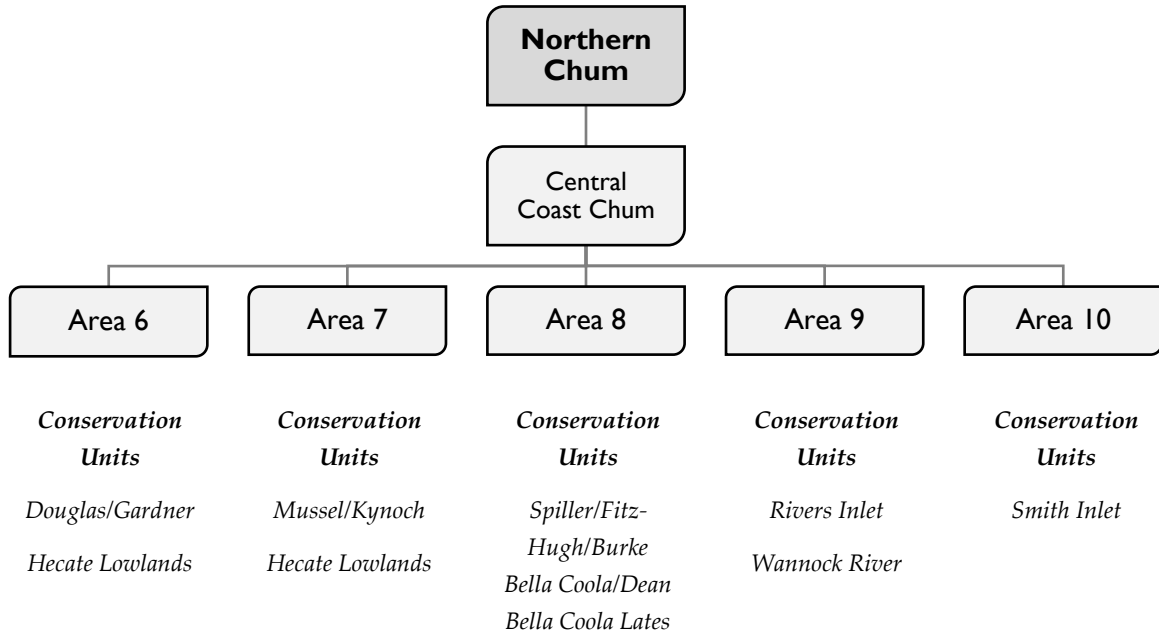 Northern
Chum
Central
Coast Chum
Area 6
Area 7
Area 8
Area 9
Area 10
Conservation
Units
Douglas/Gardner
Hecate Lowlands
Conservation
Units
Mussel/Kynoch
Hecate Lowlands
Conservation
Units
Spiller/Fitz-
Hugh/Burke
Bella Coola/Dean
Bella Coola Lates
Conservation
Units
Rivers Inlet
Wannock River
Conservation
Units
Smith Inlet